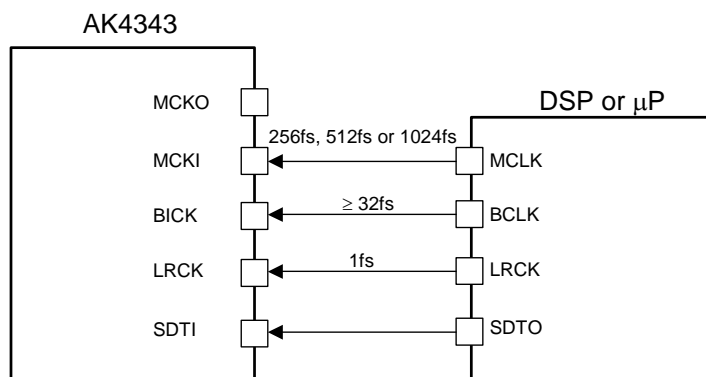 AK4343
DSP or μP
MCKO
256fs, 512fs or 1024fs
MCKI
MCLK
≥ 32fs
BICK
BCLK
1fs
LRCK
LRCK
SDTI
SDTO